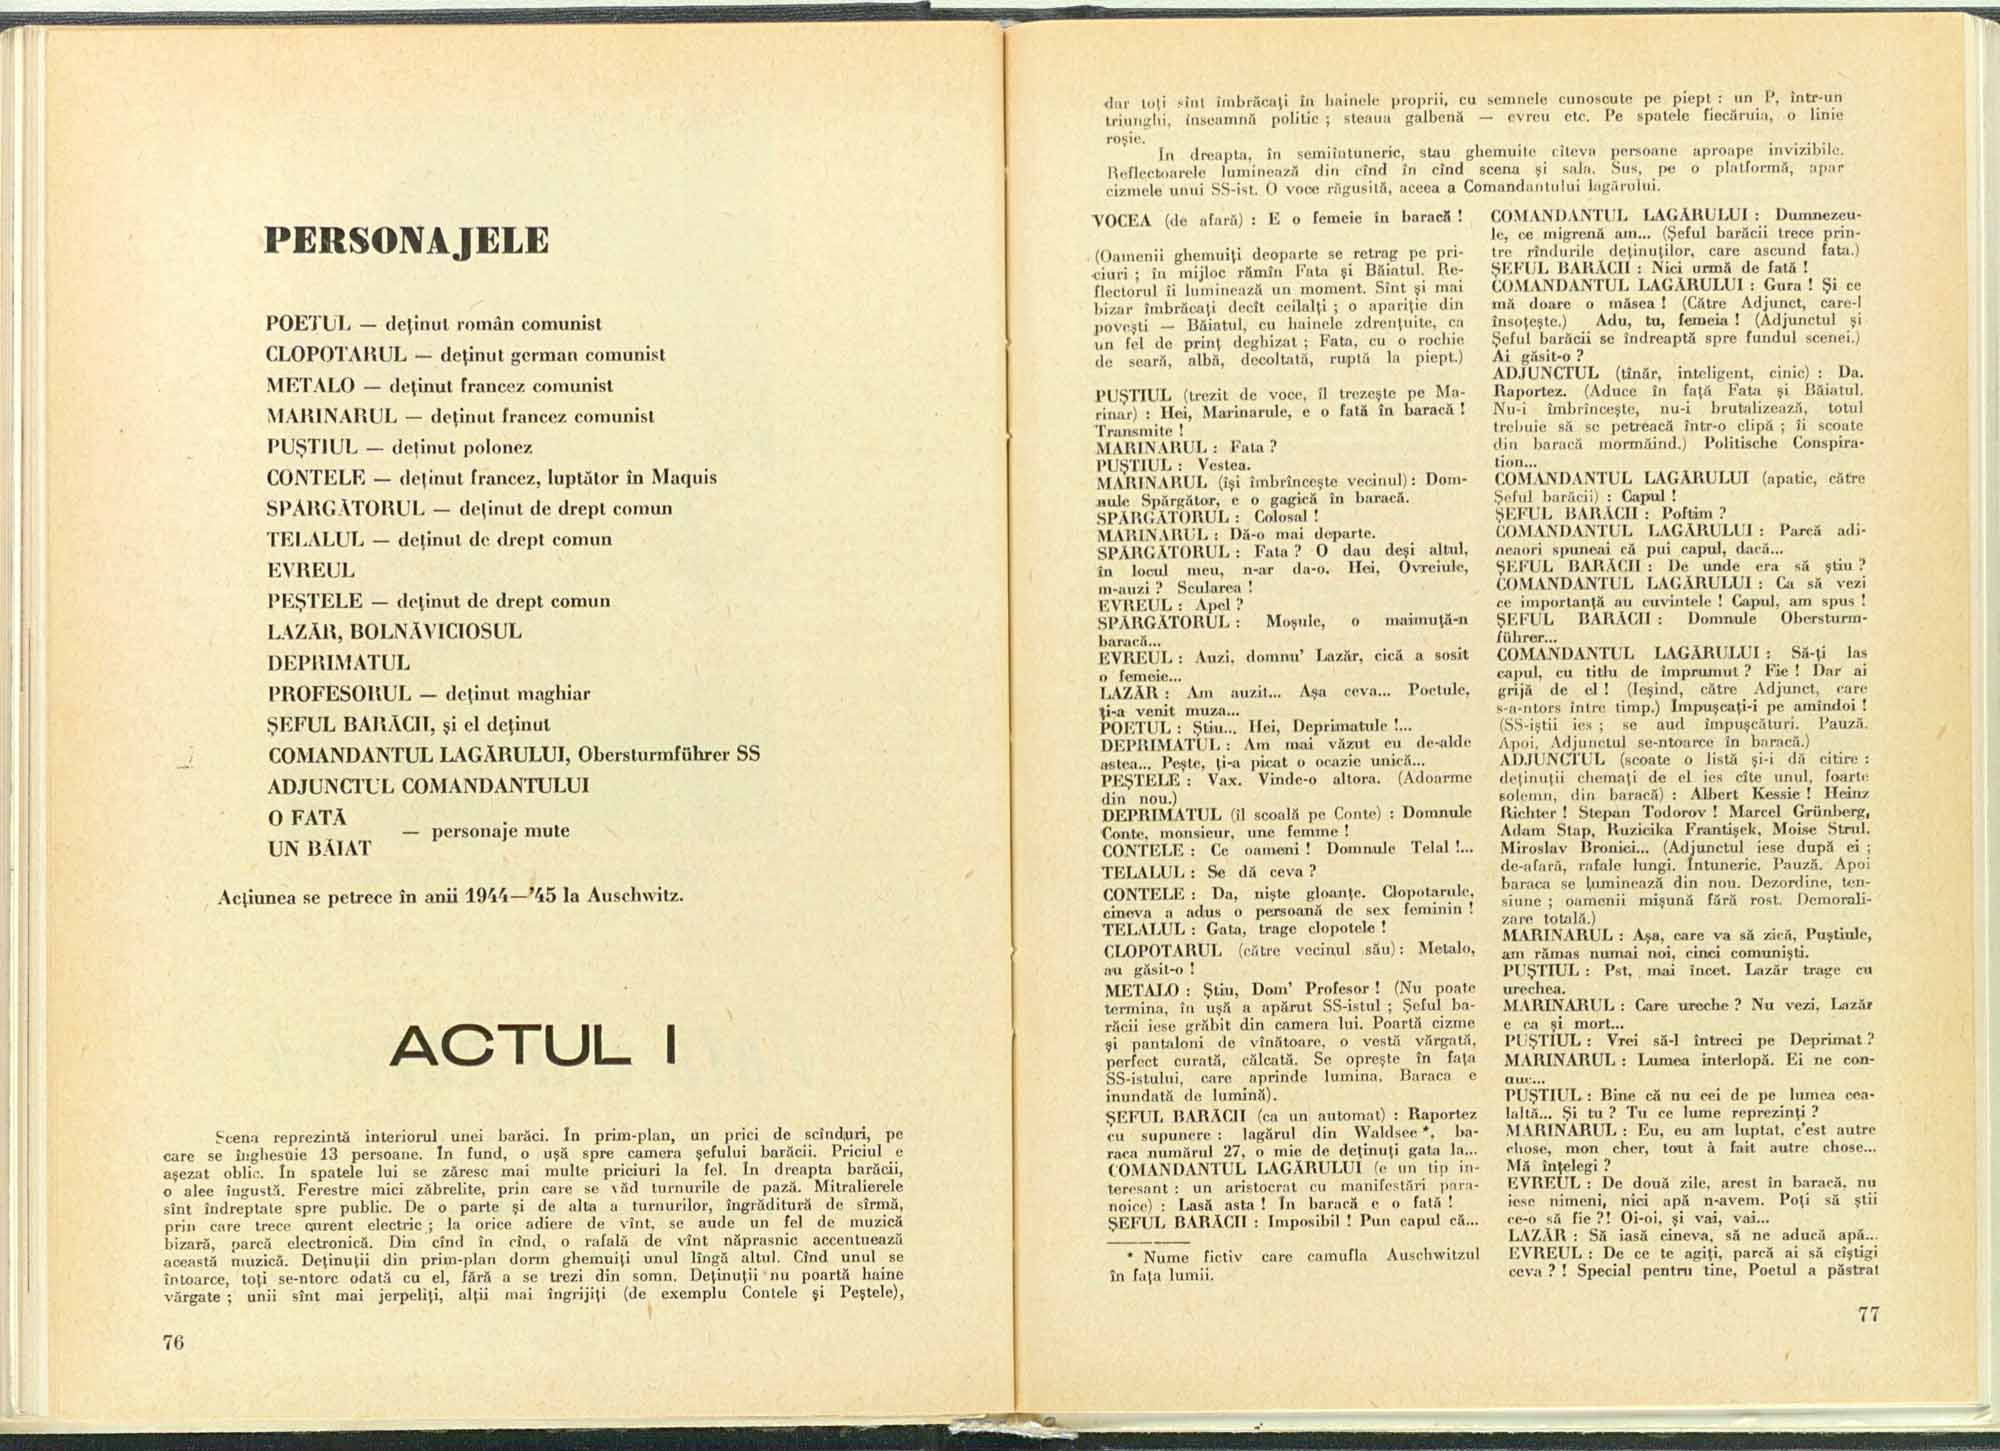 PERSONAJELE
POETUL — deținut român comunist
CLOPOTARUL — deținut german comunist
METALO — deținut francez comunist
MARINARUL — deținut francez comunist
PUȘTIUL — deținut polonez
CONTELE — deținut francez, luptător în Maquis
SPĂRGĂTORUL — deținut de drept comun
TELALUL — deținut de drept comun
EVREUL
PEȘTELE — deținut de drept comun
LAZĂR, BOLNĂVICIOSUL
DEPRIMATUL
PROFESORUL — deținut maghiar
ȘEFUL BARĂCII, și el deținut
COMANDANTUL LAGĂRULUI, Obersturmführer SS
ADJUNCTUL COMANDANTULUI
O FATĂ
— personaje mute
UN BĂIAT
Acțiunea se petrece în anii 1944—'45 la Auschwitz.
ACTUL I
Scena reprezintă interiorul unei barăci. În prim-plan, un prici de scînduri, pe
care se înghesuie 13 persoane. În fund, o ușă spre camera șefului barăcii. Priciul e
așezat oblic. În spatele lui se zăresc mai multe priciuri la fel. În dreapta barăcii,
o alee îngustă. Ferestre mici zăbrelite, prin care se văd turnurile de pază. Mitralierele
sînt îndreptate spre public. De o parte și de alta a turnurilor, îngrăditură de sîrmă,
prin care trece curent electric ; la orice adiere de vînt, se aude un fel de muzică
bizară, parcă electronică. Din cînd în cînd, o rafală de vînt năprasnic accentuează
această muzică. Deținuții din prim-plan dorm ghemuiți unul lîngă altul. Cînd unul se
întoarce, toți se-ntorc odată cu el, fără a se trezi din somn. Deținuții nu poartă haine
vărgate ; unii sînt mai jerpeliți, alții mai îngrijiți (de exemplu Contele și Peștele),
76
dar toți sînt îmbrăcați în hainele proprii, cu semnele cunoscute pe piept : un P, într-un
triunghi, înseamnă politic ; steaua galbenă — evreu etc. Pe spatele fiecăruia, o linie
roșie.
În dreapta, în semiîntuneric, stau ghemuite cîteva persoane aproape invizibile.
Reflectoarele luminează din cînd în cînd scena și sala. Sus, pe o platformă, apar
cizmele unui SS-ist. O voce răgușită, aceea a Comandantului lagărului.
VOCEA (de afară) : E o femeie în baracă !
(Oamenii ghemuiți deoparte se retrag pe pri-
ciuri ; în mijloc rămîn Fata și Băiatul. Re-
flectorul îi luminează un moment. Sînt și mai
bizar îmbrăcați decît ceilalți ; o apariție din
povești — Băiatul, cu hainele zdrențuite, ca
un fel de prinț deghizat ; Fata, cu o rochie
de seară, albă, decoltată, ruptă la piept.)
PUȘTIUL (trezit de voce, îl trezește pe Ma-
rinar) : Hei, Marinarule, e o fată în baracă !
Transmite !
MARINARUL : Fata ?
PUȘTIUL : Vestea.
MARINARUL (își îmbrîncește vecinul) : Dom-
nule Spărgător, e o gagică în baracă.
SPĂRGĂTORUL : Colosal !
MARINARUL : Dă-o mai departe.
SPĂRGĂTORUL : Fata ? O dau deși altul,
în locul meu, n-ar da-o. Hei, Ovreiule,
m-auzi ? Scularea !
EVREUL : Apel ?
SPĂRGĂTORUL : Moșule, o maimuță-n
baracă...
EVREUL : Auzi, domnu' Lazăr, cică a sosit
o femeie...
LAZĂR : Am auzit... Așa ceva... Poetule,
ți-a venit muza...
POETUL : Știu... Hei, Deprimatule !...
DEPRIMATUL : Am mai văzut eu de-alde
astea... Pește, ți-a picat o ocazie unică...
PEȘTELE : Vax. Vinde-o altora. (Adoarme
din nou.)
DEPRIMATUL (îl scoală pe Conte) : Domnule
Conte, monsieur, une femme !
CONTELE : Ce oameni ! Domnule Telal !...
TELALUL : Se dă ceva ?
CONTELE : Da, niște gloanțe. Clopotarule,
cineva a adus o persoană de sex feminin !
TELALUL : Gata, trage clopotele !
CLOPOTARUL (către vecinul său) : Metalo,
au găsit-o !
METALO : Știu, Dom' Profesor ! (Nu poate
termina, în ușă a apărut SS-istul ; Șeful ba-
răcii iese grăbit din camera lui. Poartă cizme
și pantaloni de vînătoare, o vestă vărgată,
perfect curată, călcată. Se oprește în fața
SS-istului, care aprinde lumina. Baraca e
inundată de lumină).
ȘEFUL BARĂCII (ca un automat) : Raportez
cu supunere : lagărul din Waldsee *, ba-
raca numărul 27, o mie de deținuți gata la...
COMANDANTUL LAGĂRULUI (e un tip in-
teresant : un aristocrat cu manifestări para-
noice) : Lasă asta ! În baracă e o fată !
ȘEFUL BARĂCII : Imposibil ! Pun capul că...
* Nume fictiv care camufla Auschwitzul
în fața lumii.
COMANDANTUL LAGĂRULUI : Dumnezeu-
le, ce migrenă am... (Șeful barăcii trece prin-
tre rîndurile deținuților, care ascund fata.)
ȘEFUL BARĂCII : Nici urmă de fată !
COMANDANTUL LAGĂRULUI : Gura ! Și ce
mă doare o măsea ! (Către Adjunct, care-l
însoțește.) Adu, tu, femeia ! (Adjunctul și
Șeful barăcii se îndreaptă spre fundul scenei.)
Ai găsit-o ?
ADJUNCTUL (tînăr, inteligent, cinic) : Da.
Raportez. (Aduce în față Fata și Băiatul.
Nu-i îmbrîncește, nu-i brutalizează, totul
trebuie să se petreacă într-o clipă ; îi scoate
din baracă mormăind.) Politische Conspira-
tion...
COMANDANTUL LAGĂRULUI (apatic, către
Șeful barăcii) : Capul !
ȘEFUL BARĂCII : Poftim ?
COMANDANTUL LAGĂRULUI : Parcă adi-
neaori spuneai că pui capul, dacă...
ȘEFUL BARĂCII : De unde era să știu ?
COMANDANTUL LAGĂRULUI : Ca să vezi
ce importanță au cuvintele ! Capul, am spus !
ȘEFUL BARĂCII : Domnule Obersturm-
führer...
COMANDANTUL LAGĂRULUI : Să-ți las
capul, cu titlu de împrumut ? Fie ! Dar ai
grijă de el ! (Ieșind, către Adjunct, care
s-a-ntors între timp.) Împușcați-i pe amîndoi !
(SS-iștii ies ; se aud împușcături. Pauză.
Apoi, Adjunctul se-ntoarce în baracă.)
ADJUNCTUL (scoate o listă și-i dă citire :
deținuții chemați de el ies cîte unul, foarte
solemn, din baracă) : Albert Kessie ! Heinz
Richter ! Stepan Todorov ! Marcel Grünberg,
Adam Stap, Ruzicika Frantișek, Moise Strul.
Miroslav Bronici... (Adjunctul iese după ei ;
de-afară, rafale lungi. Întuneric. Pauză. Apoi
baraca se luminează din nou. Dezordine, ten-
siune ; oamenii mișună fără rost. Demorali-
zare totală.)
MARINARUL : Așa, care va să zică, Puștiule,
am rămas numai noi, cinci comuniști.
PUȘTIUL : Pst, mai încet. Lazăr trage cu
urechea.
MARINARUL : Care ureche ? Nu vezi, Lazăr
e ca și mort...
PUȘTIUL : Vrei să-l întreci pe Deprimat ?
MARINARUL : Lumea interlopă. Ei ne con-
duc...
PUȘTIUL : Bine că nu cei de pe lumea cea-
laltă... Și tu ? Tu ce lume reprezinți ?
MARINARUL : Eu, eu am luptat, c'est autre
chose, mon cher, tout à fait autre chose...
Mă înțelegi ?
EVREUL : De două zile, arest în baracă, nu
iese nimeni, nici apă n-avem. Poți să știi
ce-o să fie ?! Oi-oi, și vai, vai...
LAZĂR : Să iasă cineva, să ne aducă apă...
EVREUL : De ce te agiți, parcă ai să cîștigi
ceva ? ! Special pentru tine, Poetul a păstrat
77